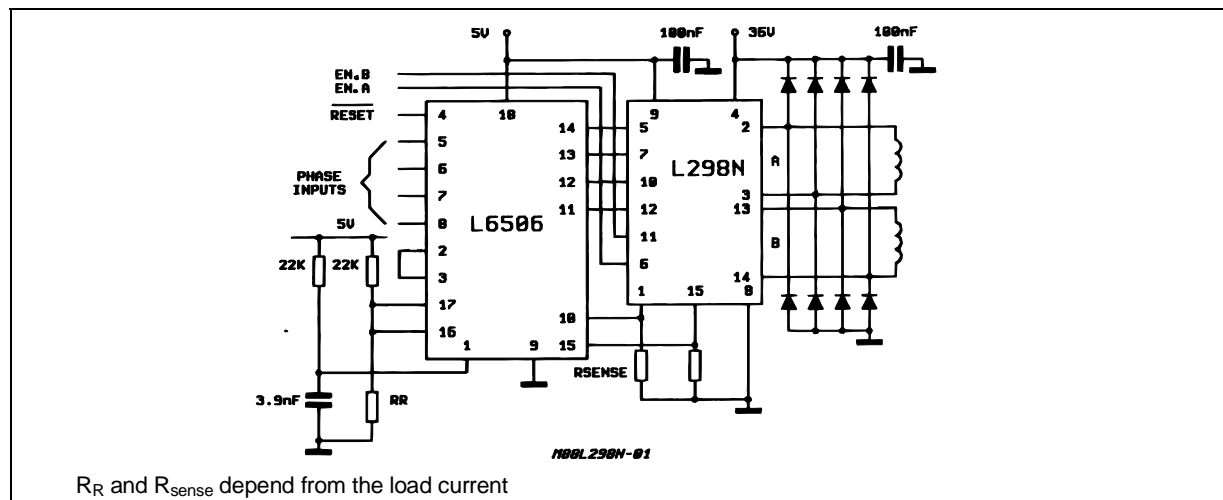 5V 100nF 36V 100nF
EN.B
EN.A
RESET
4 18 9 4
5 14 5 2
6 13 7 L298N A
PHASE INPUTS
7 12 10 3
11 12 13
5V 8 L6506 11 B
22K 22K 2 6 14
3 1 15 8
17 10
16 1 9 15
RSENSE
3.9nF RR
M88L298N-01
RR and Rsense depend from the load current